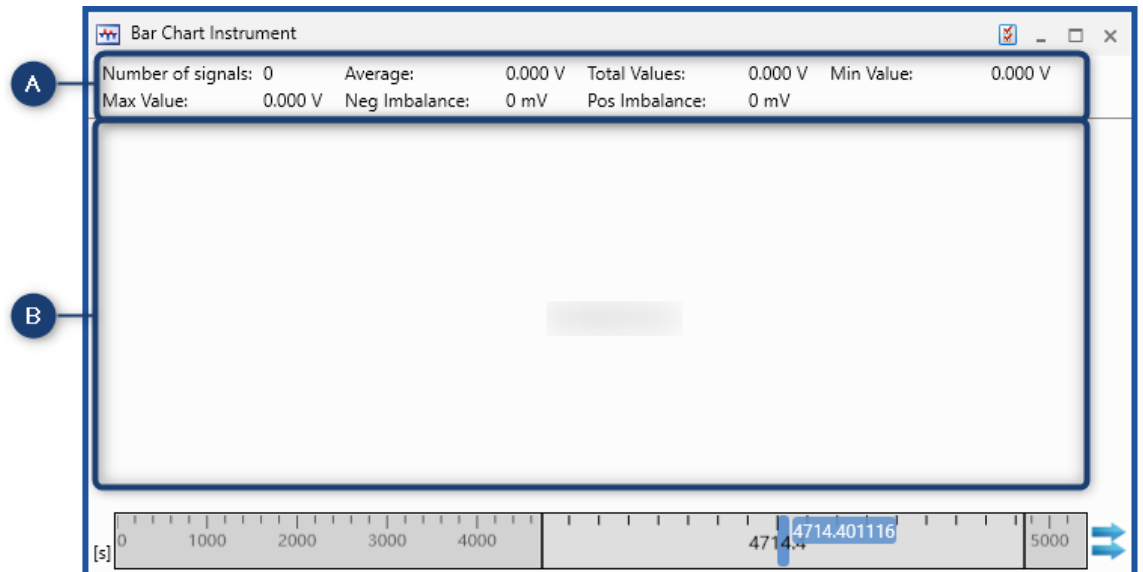 Bar Chart Instrument
A
Number of signals: 0 Average: 0.000 V Total Values: 0.000 V Min Value: 0.000 V
Max Value: 0.000 V Neg Imbalance: 0 mV Pos Imbalance: 0 mV
B
4714.401116
[s] 0 1000 2000 3000 4000 4714.4 5000